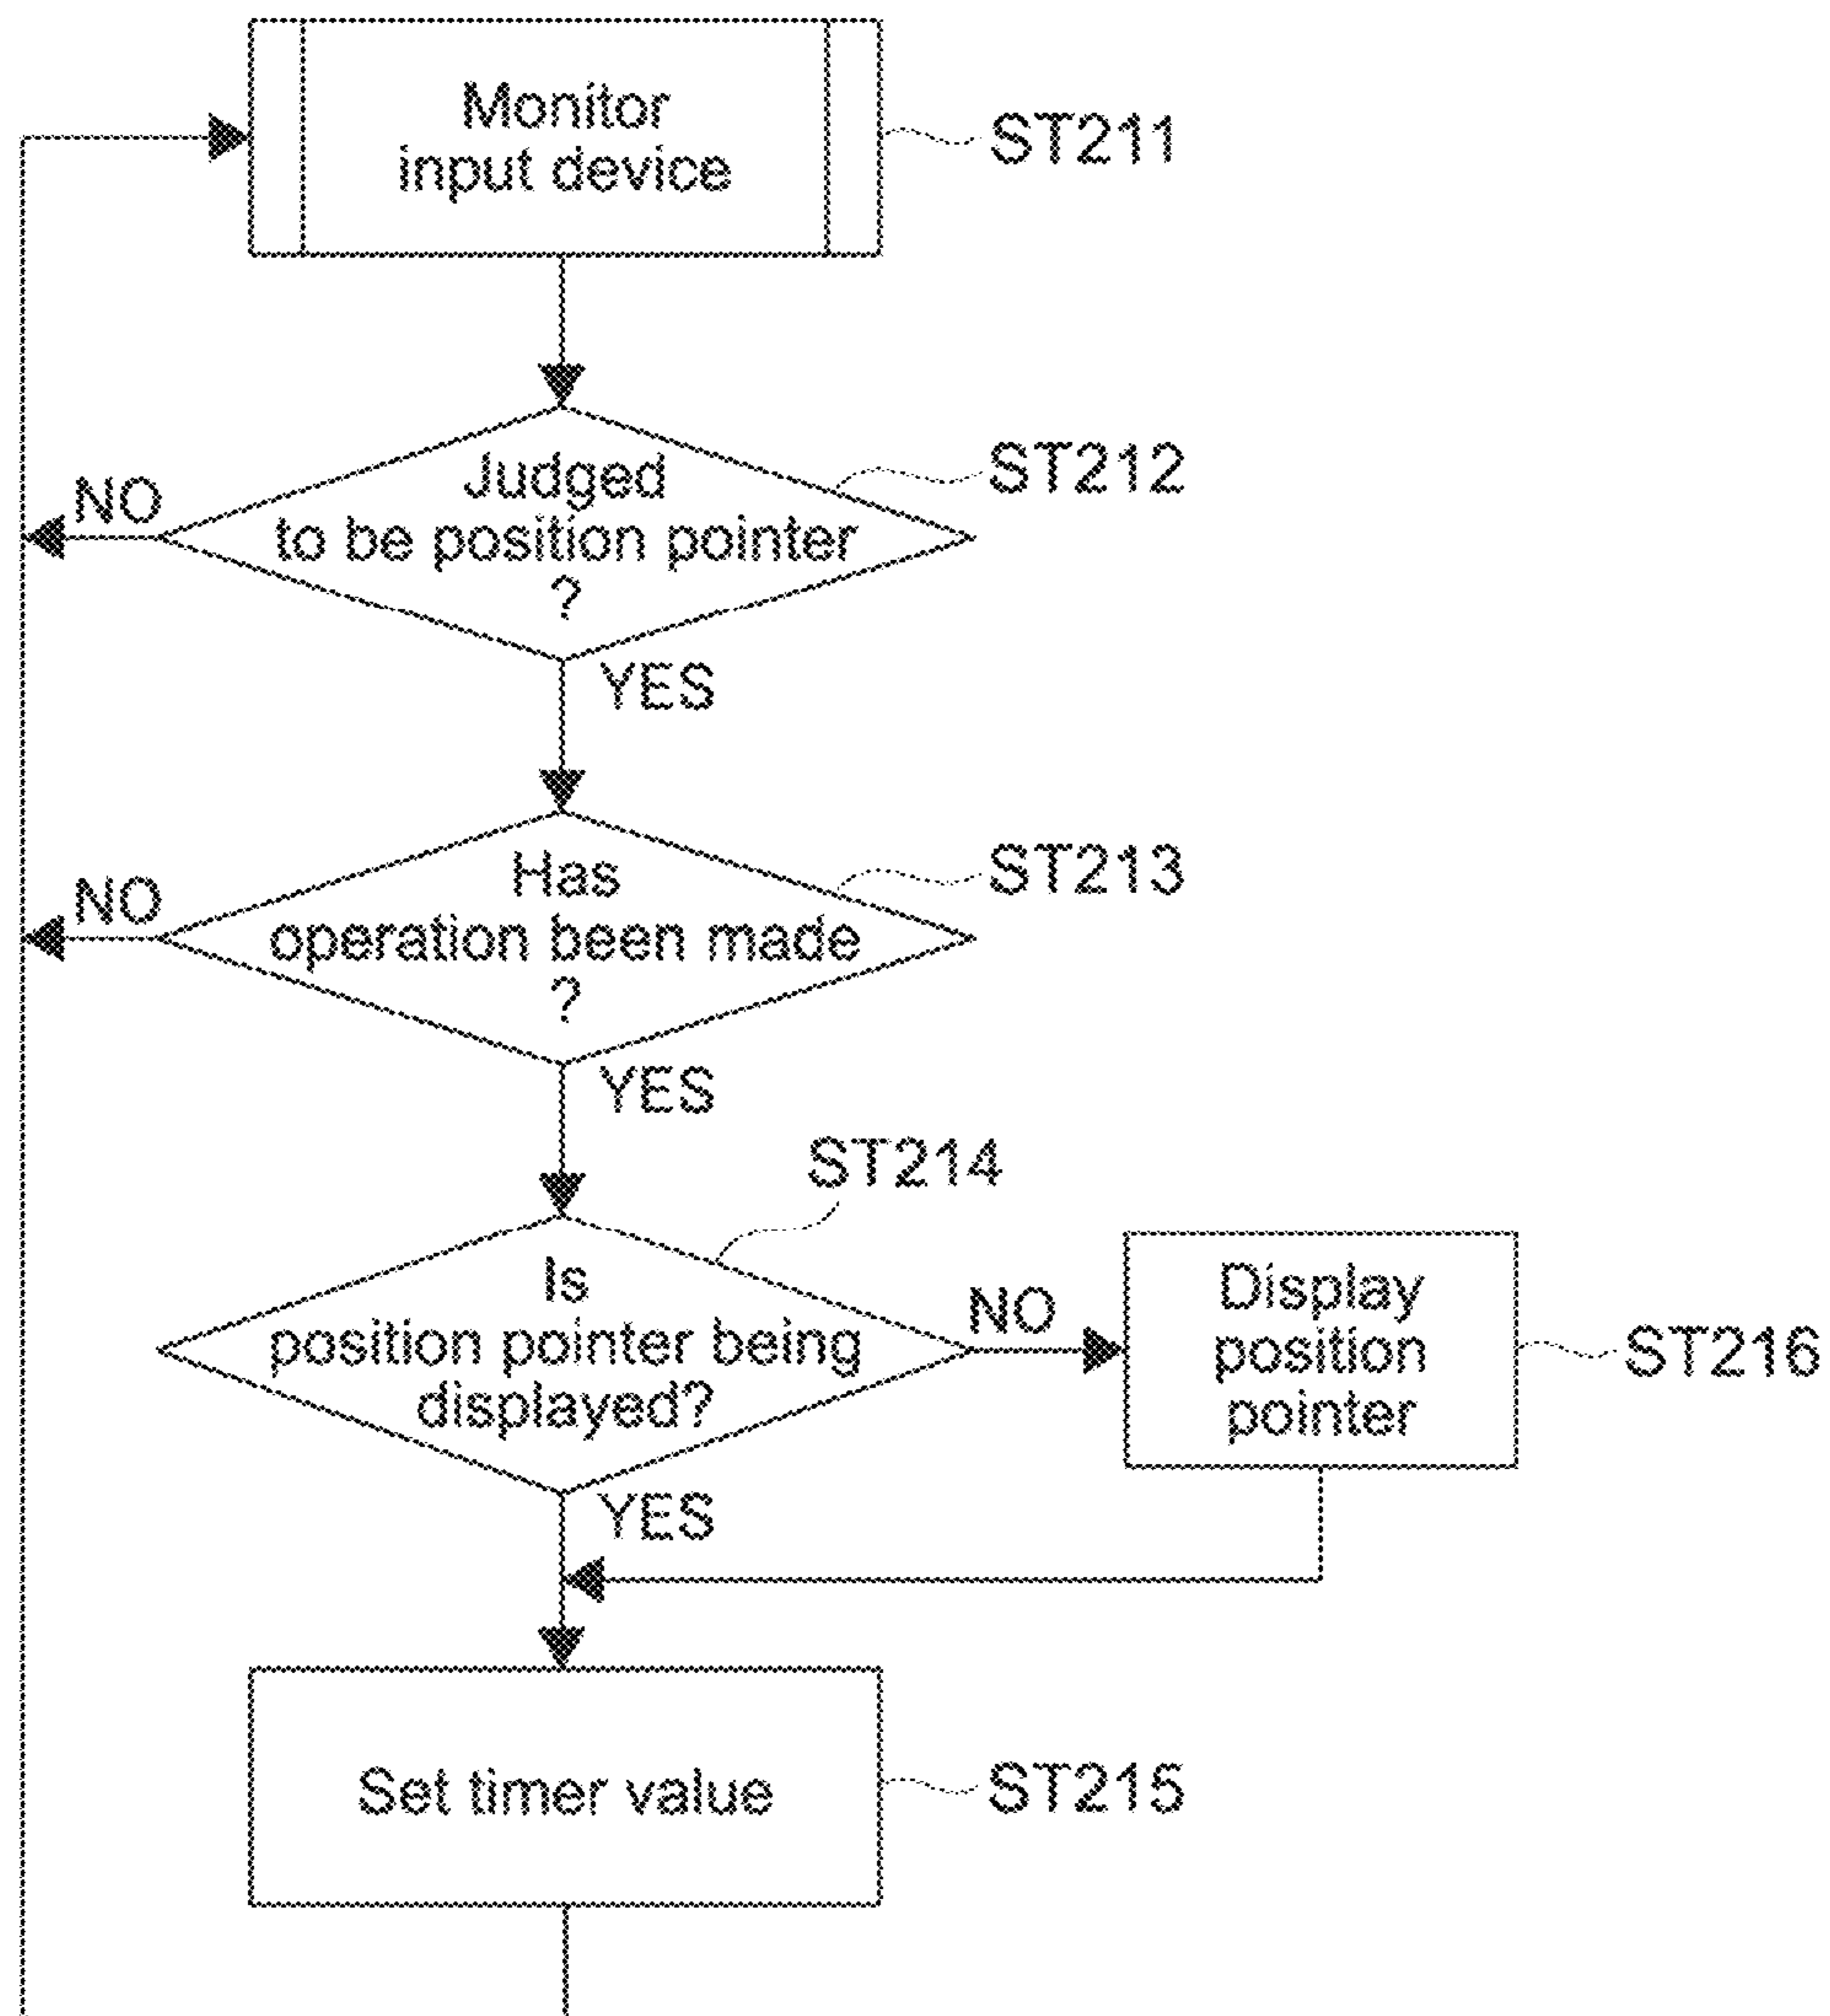 Monitor
input device
ST211
Judged
to be position pointer
?
ST212
NO
YES
Has
operation been made
?
ST213
NO
YES
ST214
Is
position pointer being
displayed?
NO
YES
Display
position
pointer
ST216
Set timer value
ST215